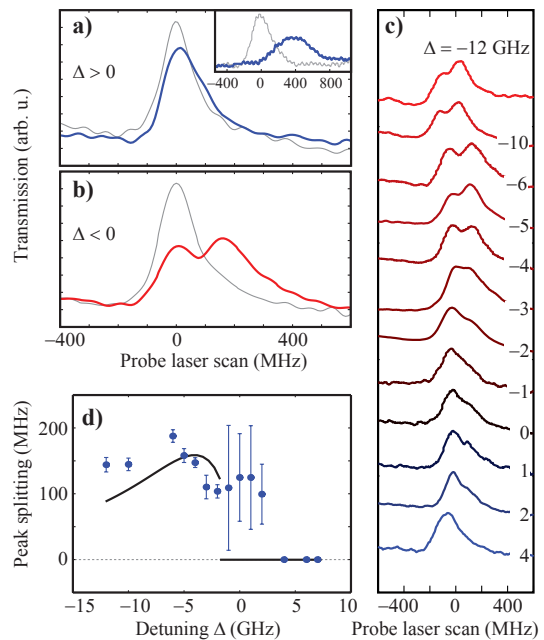 a)
Δ > 0
0 400 800
b)
Δ < 0
Transmission (arb. u.)
−400 0 400
Probe laser scan (MHz)
c)
Δ = −12 GHz
−10
−6
−5
−4
−3
−2
−1
0
1
2
4
−400 0 400
Probe laser scan (MHz)
d)
Peak splitting (MHz)
200
100
0
−15 −10 −5 0 5 10
Detuning Δ (GHz)